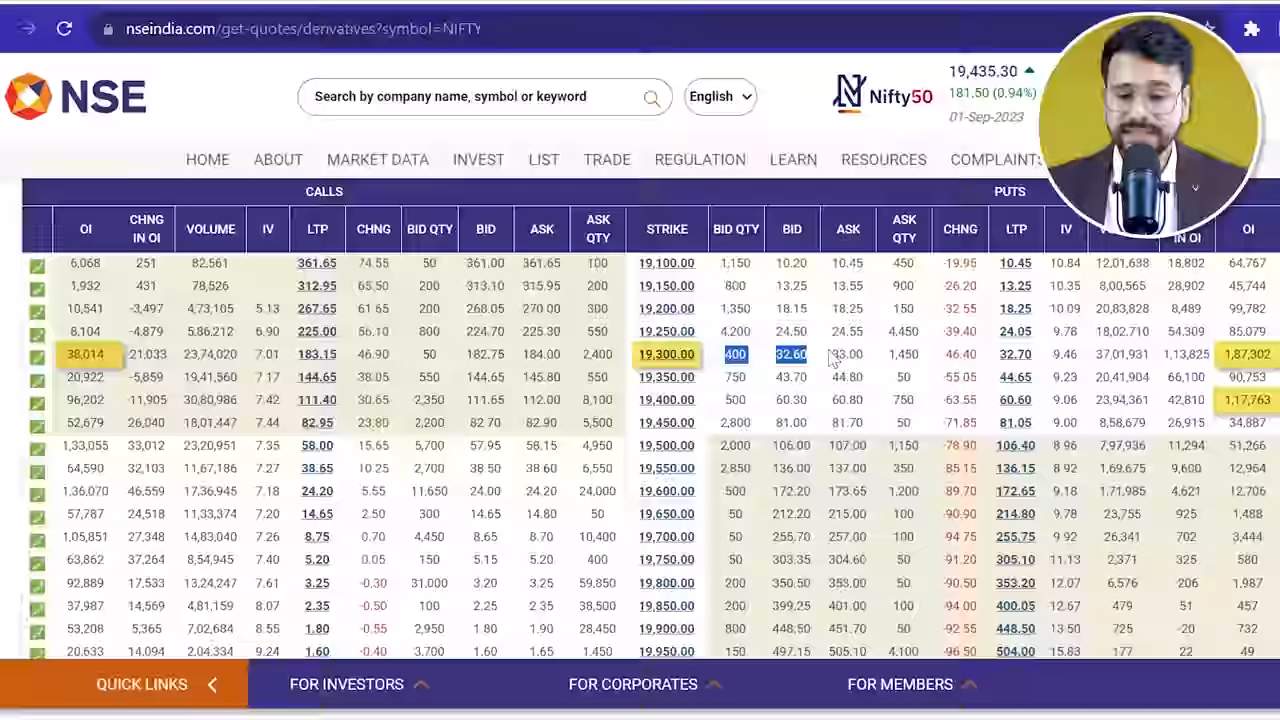 nseindia.com/get-quotes/derivatives?symbol=NIFTY
NSE
Search by company name, symbol or keyword
English
Nifty50
19,435.30
181.50 (0.94%)
01-Sep-2023
HOME ABOUT MARKET DATA INVEST LIST TRADE REGULATION LEARN RESOURCES COMPLAINTS
CALLS PUTS
OI CHNG IN OI VOLUME IV LTP CHNG BID QTY BID ASK ASK QTY STRIKE BID QTY BID ASK ASK QTY CHNG LTP IV IN OI OI
6,068 251 82,561 361.65 74.55 50 361.00 361.65 100 19,100.00 1,150 10.20 10.45 450 -19.95 10.45 10.84 12,01,638 18,802 64,767
1,932 431 78,526 312.95 65.50 200 313.10 315.95 200 19,150.00 800 13.25 13.55 900 -26.20 13.25 10.35 8,00,565 28,902 45,744
10,541 -3,497 4,73,105 5.13 267.65 61.65 200 268.05 270.00 300 19,200.00 1,350 18.15 18.25 150 -32.55 18.25 10.09 20,83,828 8,489 99,782
8,104 -4,879 5,86,212 6.90 225.00 56.10 800 224.70 225.30 550 19,250.00 4,200 24.50 24.55 4,450 -39.40 24.05 9.78 18,02,710 54,309 85,079
38,014 -21,033 23,74,020 7.01 183.15 46.90 50 182.75 184.00 2,400 19,300.00 400 32.60 33.00 1,450 -46.40 32.70 9.46 37,01,931 1,13,825 1,87,302
20,922 -5,859 19,41,560 7.17 144.65 38.05 550 144.65 145.80 550 19,350.00 750 43.70 44.80 50 -55.05 44.65 9.23 20,41,904 66,100 90,753
96,202 -11,905 30,80,986 7.42 111.40 30.65 2,350 111.65 112.00 8,100 19,400.00 500 60.30 60.80 750 -63.55 60.60 9.06 23,94,361 42,810 1,17,763
52,679 26,040 18,01,447 7.44 82.95 23.80 5,200 82.70 82.90 5,500 19,450.00 2,800 81.00 81.70 50 -71.85 81.05 9.00 8,58,679 26,915 34,887
1,33,055 33,012 23,20,951 7.35 58.00 15.65 5,700 57.95 58.15 4,950 19,500.00 2,000 106.00 107.00 1,150 -78.90 106.40 8.96 7,97,936 11,294 51,266
64,590 32,103 11,67,186 7.27 38.65 10.25 2,700 38.50 38.60 6,550 19,550.00 2,850 136.00 137.00 350 85.15 136.15 8.92 1,69,675 9,600 12,964
1,36,070 46,559 17,36,945 7.18 24.20 5.55 11,650 24.00 24.20 24,000 19,600.00 500 172.20 173.65 1,200 89.70 172.65 9.18 1,71,985 4,621 12,706
57,787 24,518 11,33,374 7.20 14.65 2.50 300 14.65 14.80 50 19,650.00 50 212.20 215.00 100 -90.90 214.80 9.78 23,755 925 1,488
1,05,851 27,348 14,83,040 7.26 8.75 0.70 4,450 8.65 8.70 10,400 19,700.00 50 255.70 257.00 100 94.75 255.75 9.92 26,341 702 3,444
63,862 37,264 8,54,945 7.40 5.20 0.05 150 5.15 5.20 400 19,750.00 50 303.35 304.60 50 -91.20 305.10 11.13 2,371 325 580
92,889 17,533 13,24,247 7.61 3.25 -0.30 31,000 3.20 3.25 59,850 19,800.00 200 350.50 353.00 50 -90.50 353.20 12.07 6,576 -206 1,987
37,987 14,569 4,81,159 8.07 2.35 -0.50 100 2.25 2.35 38,500 19,850.00 200 399.25 401.00 100 -94.00 400.05 12.67 479 51 457
53,208 5,365 7,02,684 8.55 1.80 -0.55 2,950 1.80 1.90 28,450 19,900.00 800 448.50 451.70 50 -92.55 448.50 13.50 725 -20 732
20,633 14,094 2,04,334 9.24 1.60 -0.40 3,700 1.60 1.65 1,450 19,950.00 150 497.15 505.10 4,100 -96.50 504.00 15.83 177 22 49
QUICK LINKS FOR INVESTORS FOR CORPORATES FOR MEMBERS